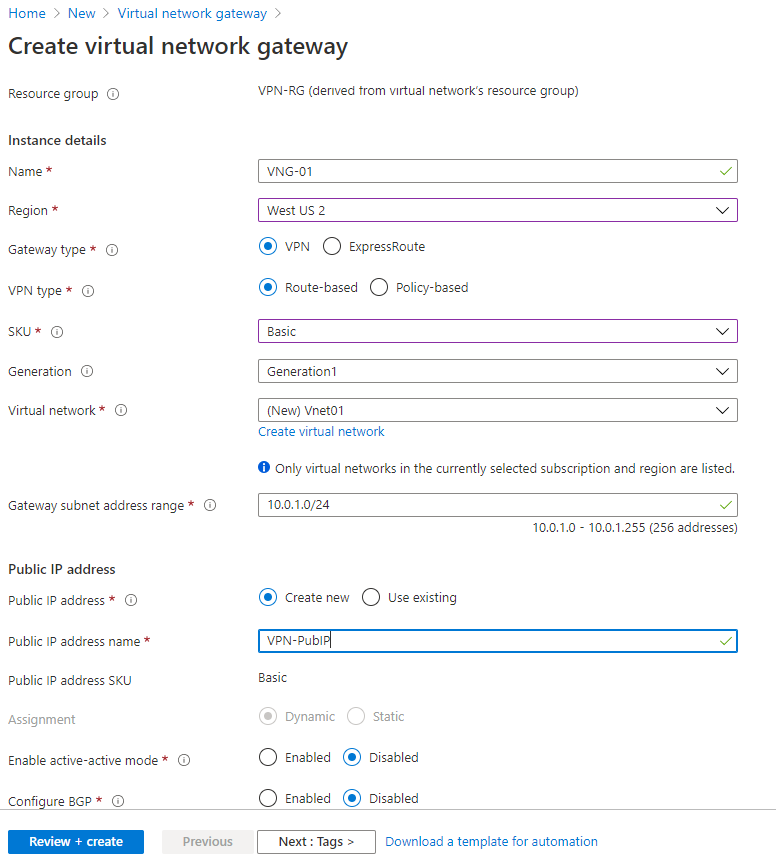 Home > New > Virtual network gateway >
Create virtual network gateway
Resource group VPN-RG (derived from virtual network's resource group)
Instance details
Name * VNG-01
Region * West US 2
Gateway type * VPN ExpressRoute
VPN type * Route-based Policy-based
SKU * Basic
Generation Generation1
Virtual network * (New) Vnet01
Create virtual network
Only virtual networks in the currently selected subscription and region are listed.
Gateway subnet address range * 10.0.1.0/24
10.0.1.0 - 10.0.1.255 (256 addresses)
Public IP address
Public IP address * Create new Use existing
Public IP address name * VPN-PubIP
Public IP address SKU Basic
Assignment Dynamic Static
Enable active-active mode * Enabled Disabled
Configure BGP * Enabled Disabled
Review + create Previous Next : Tags > Download a template for automation